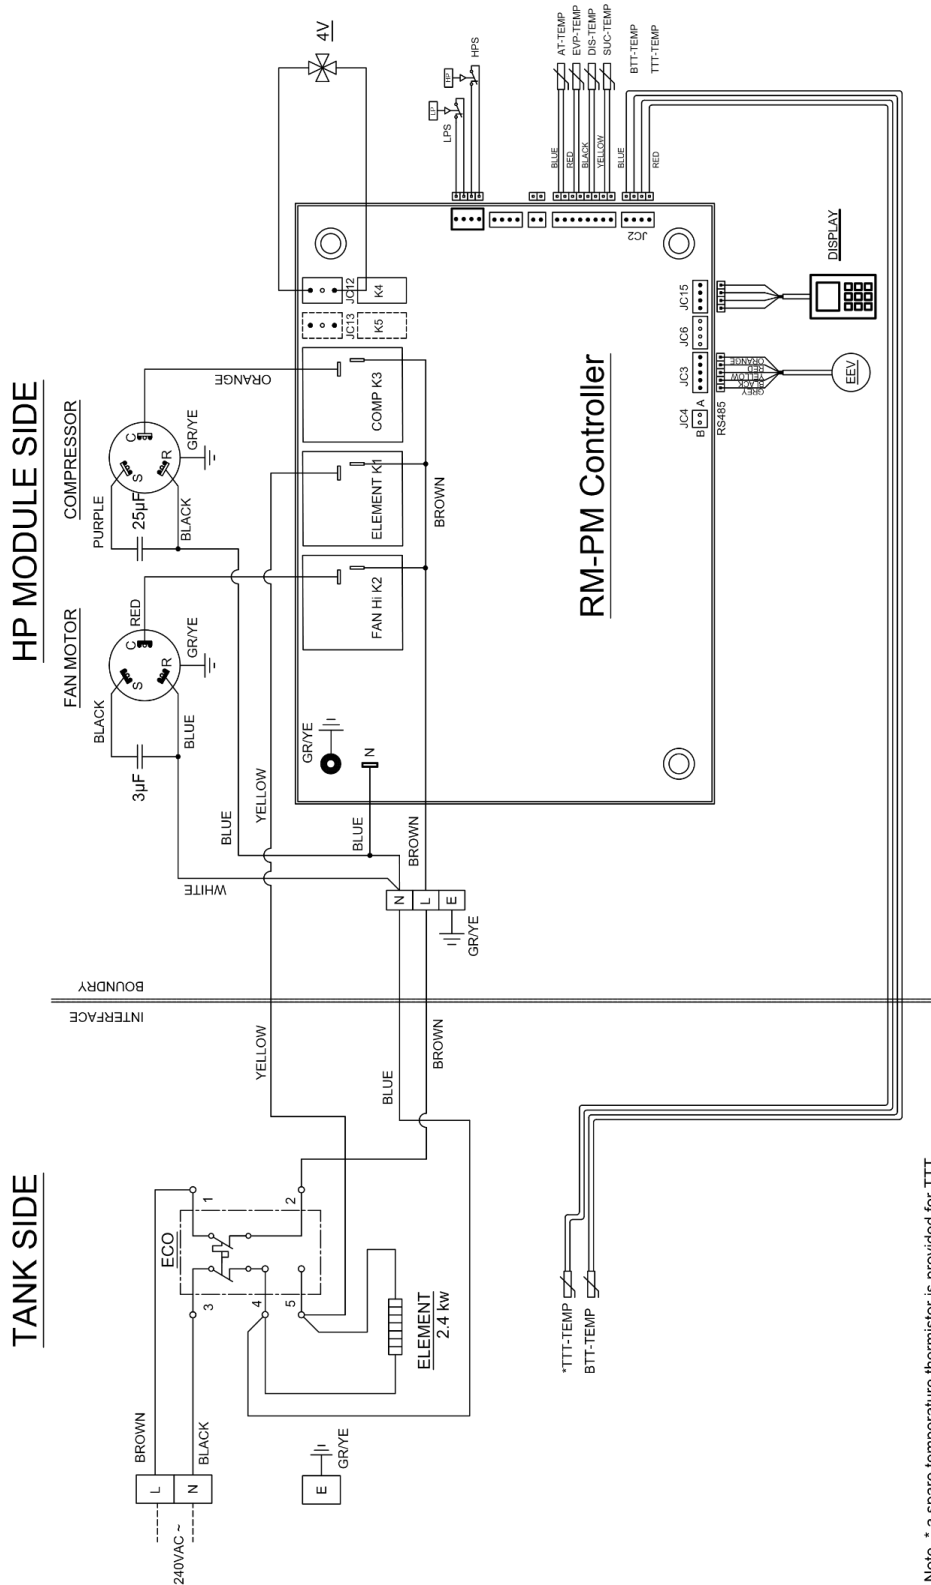 TANK SIDE
HP MODULE SIDE
INTERFACE
BOUNDRY
240VAC ~
L
N
BROWN
BLACK
E
GR/YE
ECO
1
2
3
4
5
ELEMENT
2.4 kw
YELLOW
BLUE
BROWN
*TTT-TEMP
BTT-TEMP
N
L
E
GR/YE
WHITE
BLUE
YELLOW
BLUE
BROWN
FAN MOTOR
BLACK
3µF
BLUE
S
C
R
RED
GR/YE
COMPRESSOR
PURPLE
25µF
BLACK
S
C
R
GR/YE
ORANGE
GR/YE
N
FAN Hi K2
ELEMENT K1
COMP K3
BROWN
JC13
K5
JC12
K4
4V
RM-PM Controller
LP
LPS
HP
HPS
BLUE
RED
BLACK
YELLOW
BLUE
RED
AT-TEMP
EVP-TEMP
DIS-TEMP
SUC-TEMP
BTT-TEMP
TTT-TEMP
JC2
JC4
B
A
RS485
JC3
JC6
JC15
GREY
BLACK
YELLOW
RED
ORANGE
EEV
DISPLAY
Note. * a spare temperature thermistor is provided for TTT